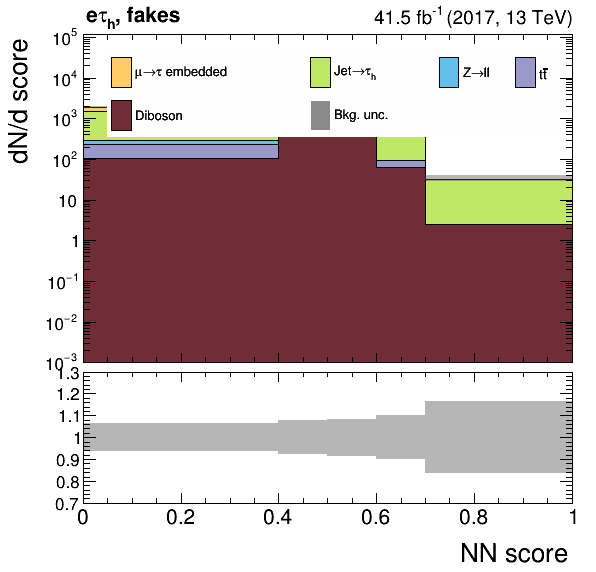 eτh, fakes 41.5 fb⁻¹ (2017, 13 TeV)
dN/d score
10⁵
10⁴
10³
10²
10
1
10⁻¹
10⁻²
10⁻³
μ→τ embedded Jet→τh Z→ll tt̄
Diboson Bkg. unc.
1.3
1.2
1.1
1
0.9
0.8
0.7
0 0.2 0.4 0.6 0.8 1
NN score